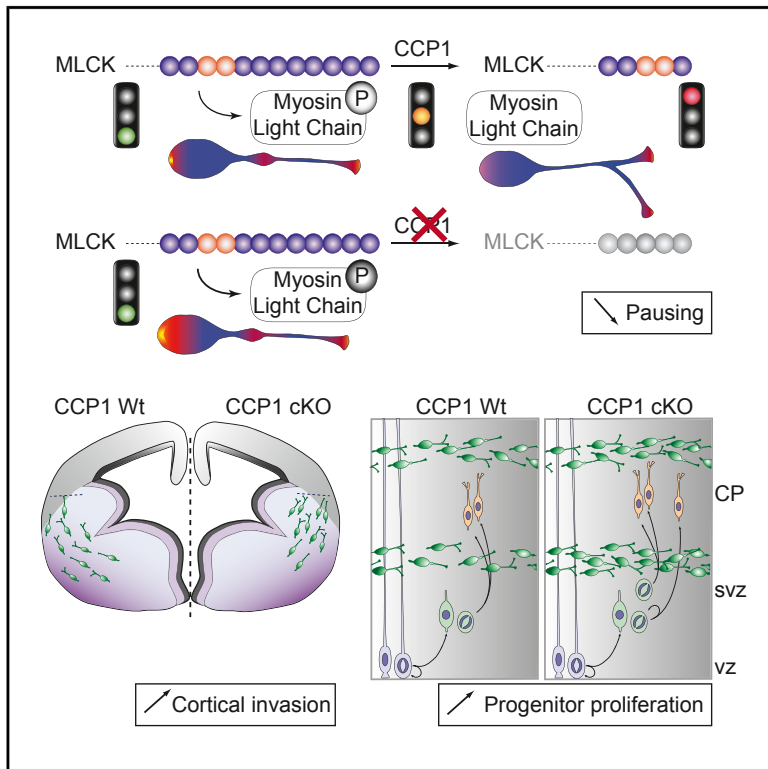 CCP1
MLCK
MLCK
P
Myosin
Light Chain
Myosin
Light Chain
CCP1
MLCK
MLCK
P
Myosin
Light Chain
Pausing
CCP1 Wt
CCP1 cKO
CCP1 Wt
CCP1 cKO
CP
SVZ
VZ
Cortical invasion
Progenitor proliferation